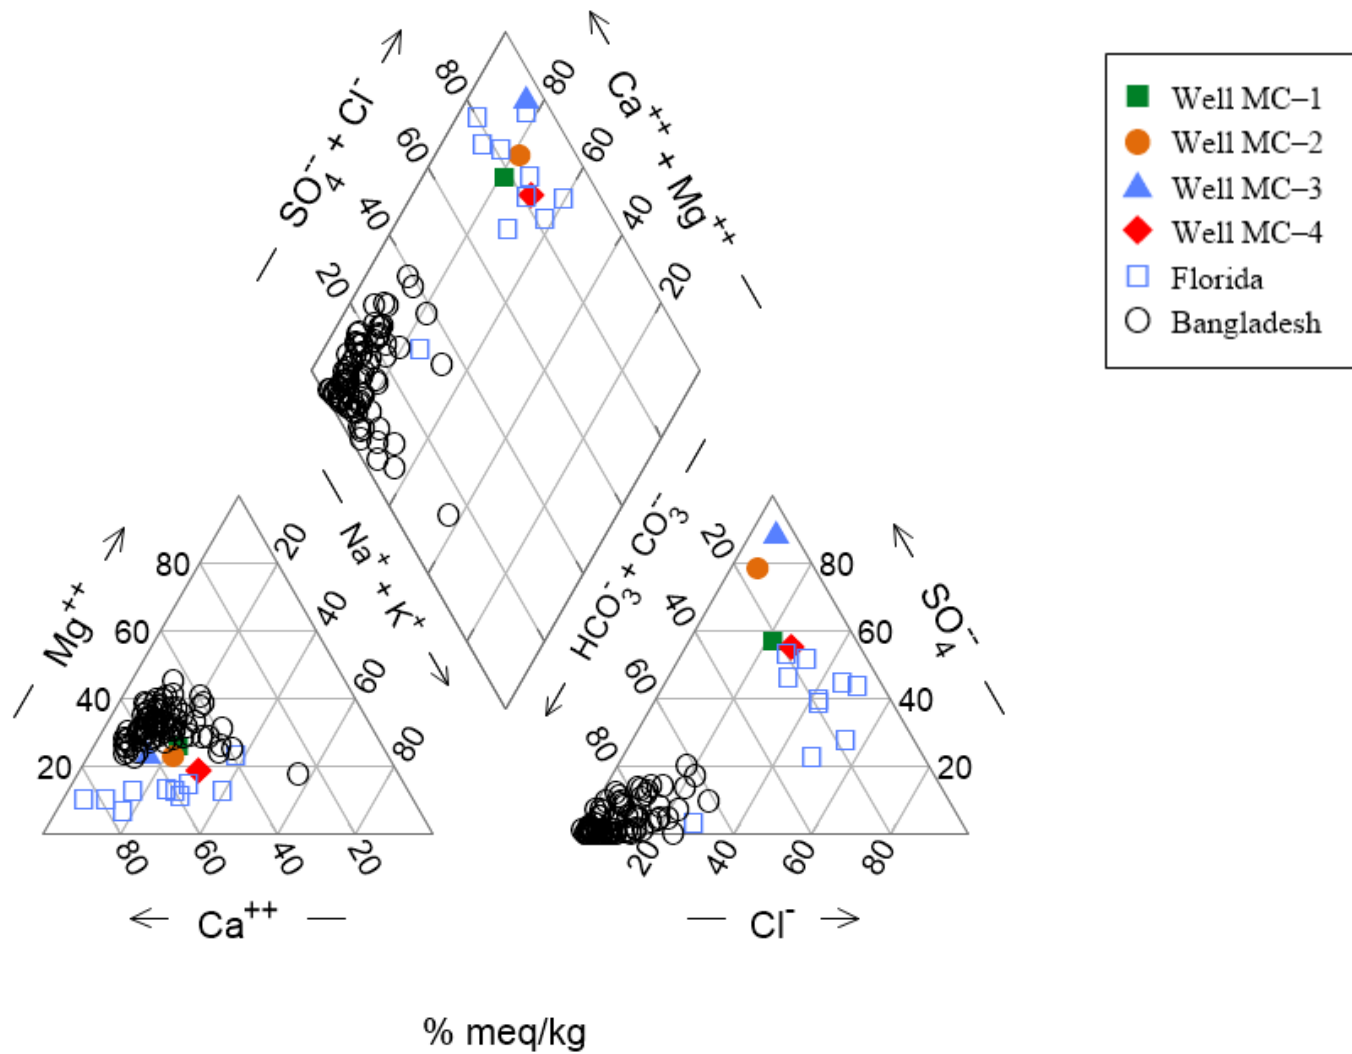 80
80
60
60
40
40
20
20
SO₄⁻⁻ + Cl⁻
Ca⁺⁺ + Mg⁺⁺
Well MC–1
Well MC–2
Well MC–3
Well MC–4
Florida
Bangladesh
Na⁺ + K⁺
HCO₃⁻ + CO₃⁻⁻
Mg⁺⁺
80
60
40
20
20
40
60
80
80
60
40
20
Ca⁺⁺
20
40
60
80
80
60
40
20
SO₄⁻⁻
20
40
60
80
Cl⁻
% meq/kg